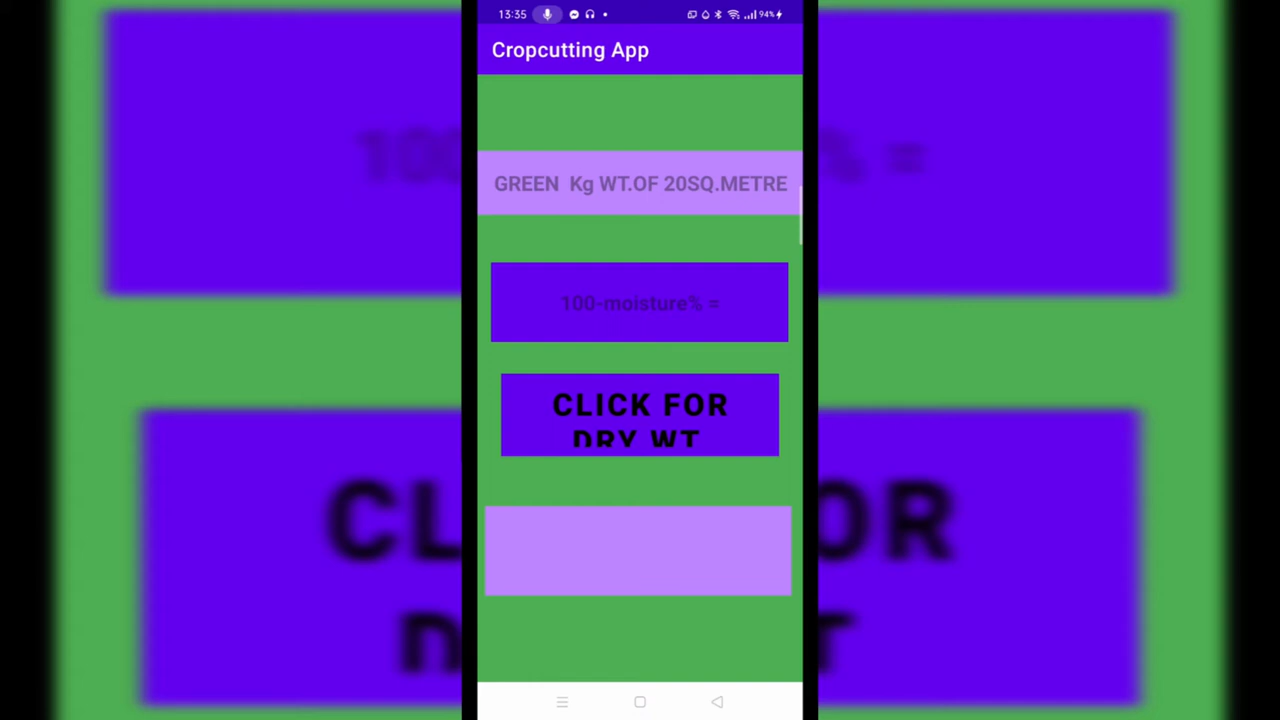 13:35
94%
Cropcutting App
GREEN Kg WT.OF 20SQ.METRE
100-moisture% =
CLICK FOR
DRY WT